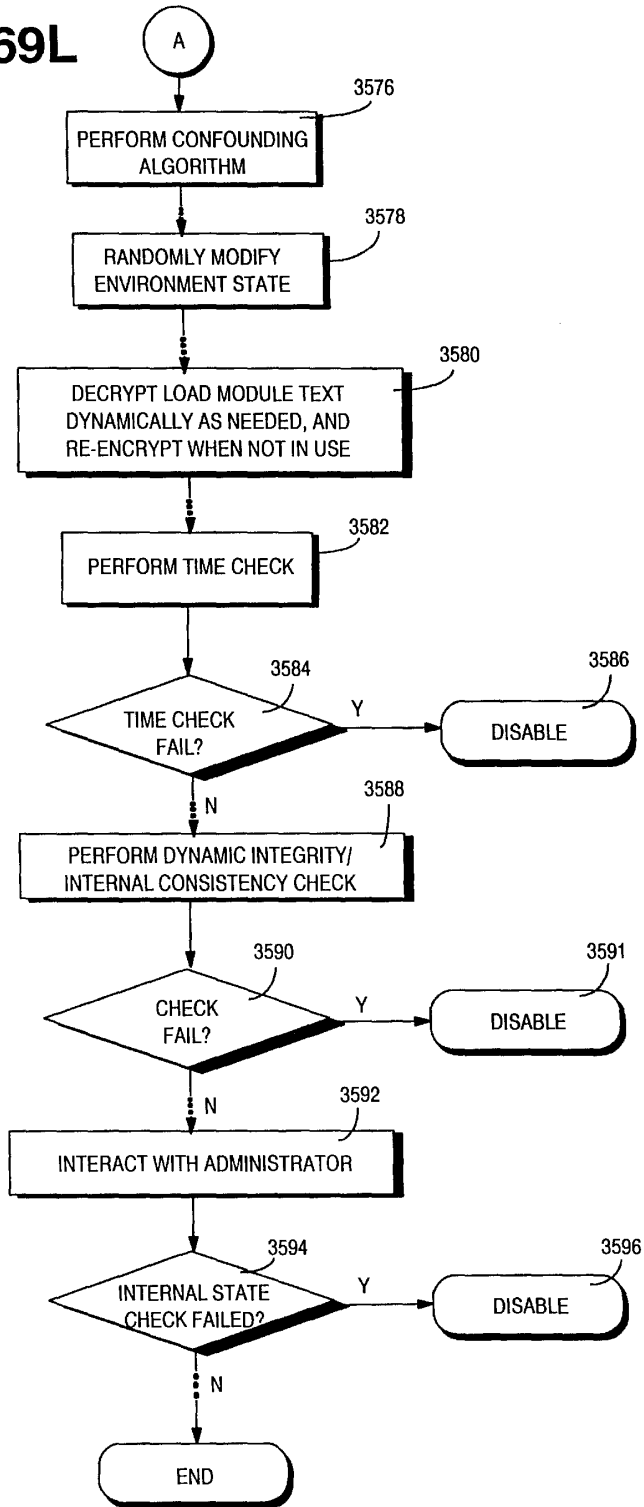 69L
A
3576
PERFORM CONFOUNDING
ALGORITHM
3578
RANDOMLY MODIFY
ENVIRONMENT STATE
3580
DECRYPT LOAD MODULE TEXT
DYNAMICALLY AS NEEDED, AND
RE-ENCRYPT WHEN NOT IN USE
3582
PERFORM TIME CHECK
3584
TIME CHECK
FAIL?
Y
3586
DISABLE
N
3588
PERFORM DYNAMIC INTEGRITY/
INTERNAL CONSISTENCY CHECK
3590
CHECK
FAIL?
Y
3591
DISABLE
N
3592
INTERACT WITH ADMINISTRATOR
3594
INTERNAL STATE
CHECK FAILED?
Y
3596
DISABLE
N
END